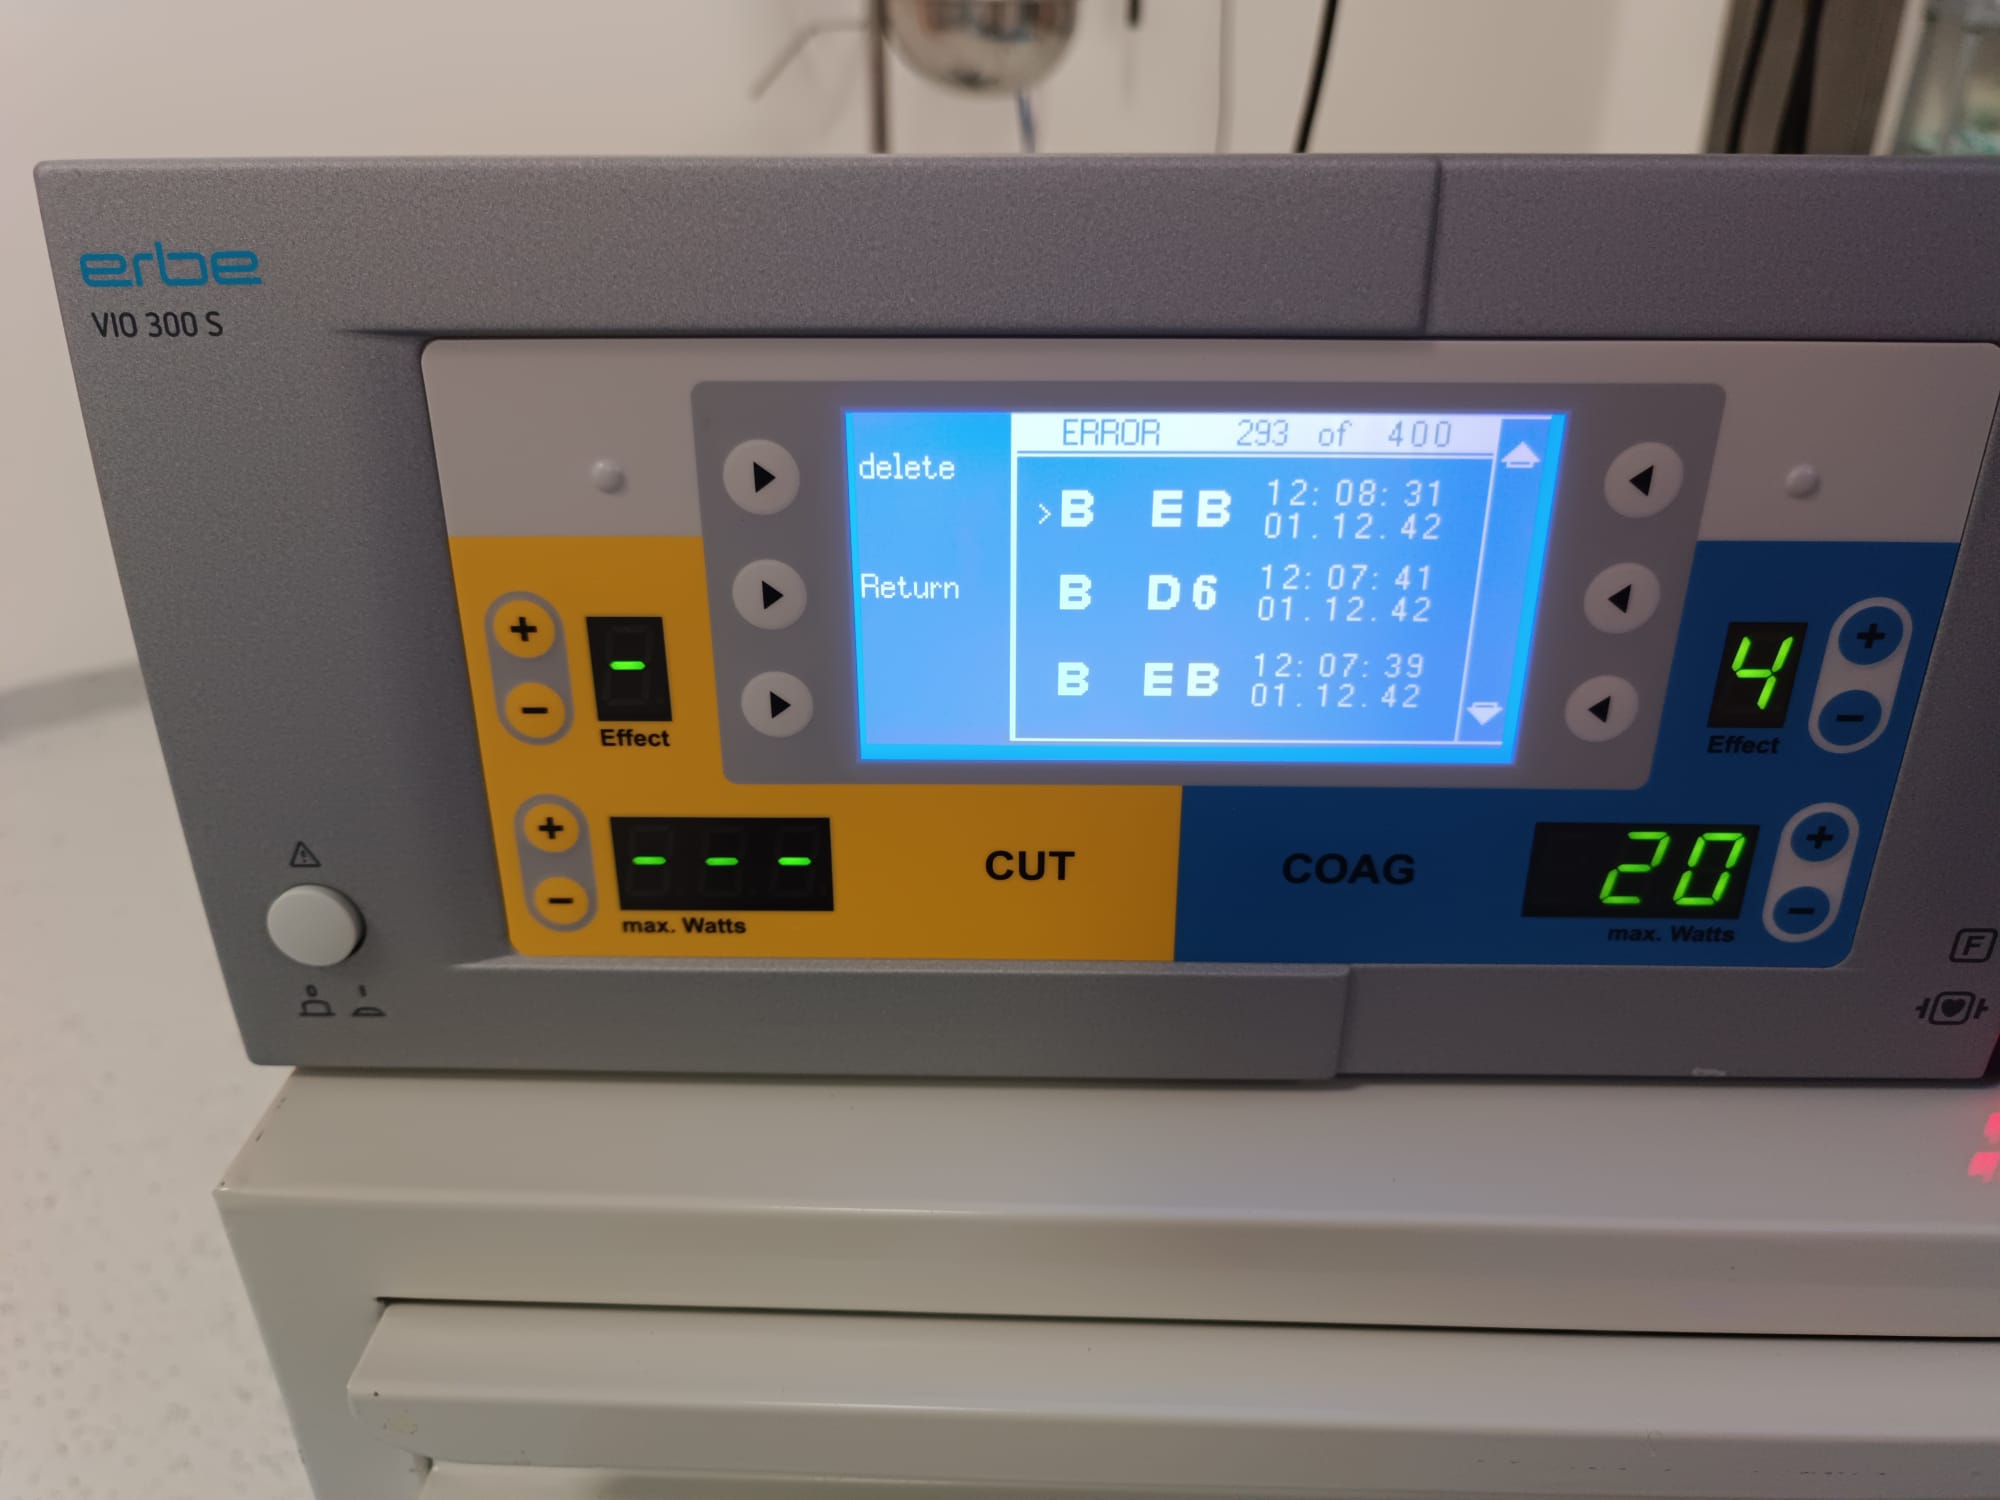 erbe
VIO 300 S
ERROR 293 of 400
delete
>B EB 12:08:31
01.12.42
Return
B D6 12:07:41
01.12.42
B EB 12:07:39
01.12.42
+
-
-
Effect
4
+
-
Effect
+
-
- - -
max. Watts
CUT
COAG
20
max. Watts
+
-
0 I
F